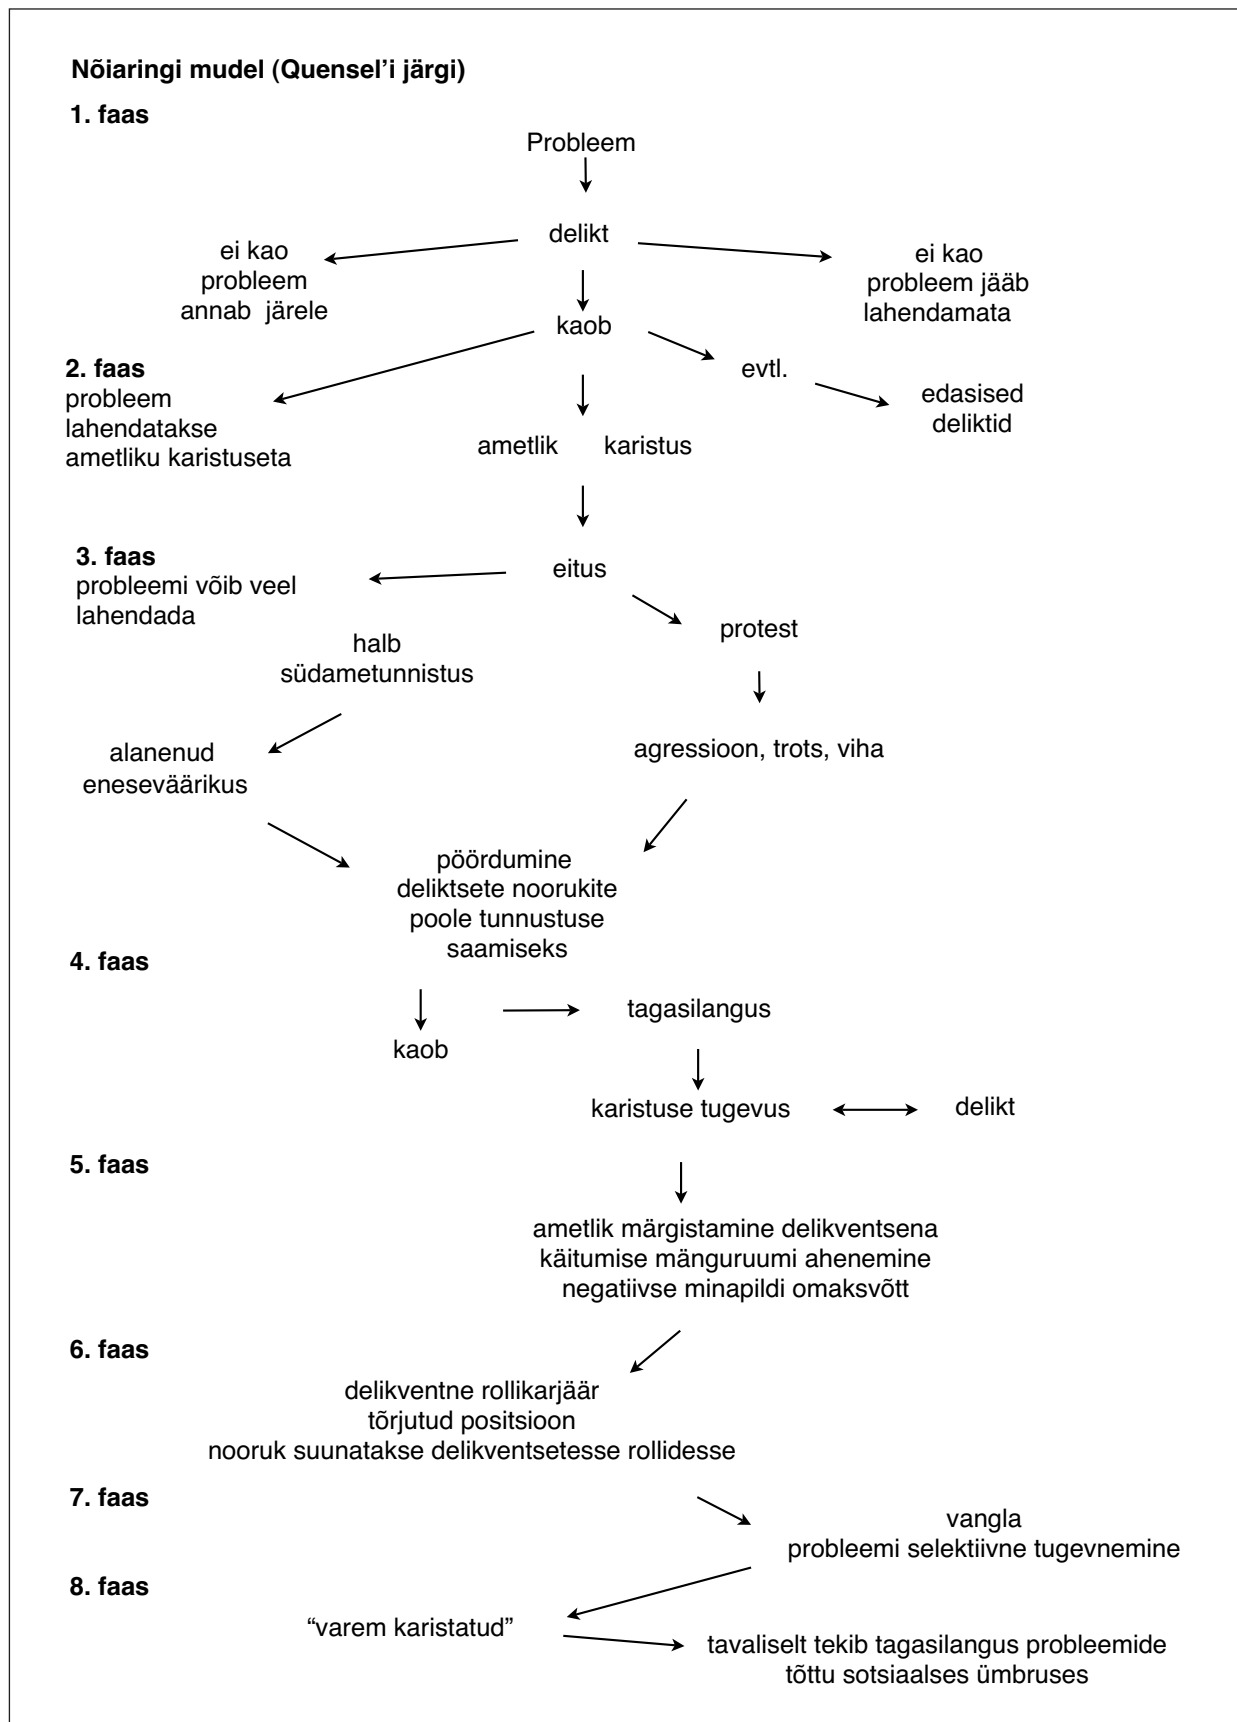 Nõiaringi mudel (Quensel’i järgi)
1. faas
Probleem
delikt
ei kao
probleem
annab järele
ei kao
probleem jääb
lahendamata
kaob
2. faas
probleem
lahendatakse
ametliku karistuseta
evtl.
edasised
deliktid
ametlik karistus
3. faas
probleemi võib veel
lahendada
eitus
protest
halb
südametunnistus
alanenud
eneseväärikus
agressioon, trots, viha
pöördumine
deliktsete noorukite
poole tunnustuse
saamiseks
4. faas
kaob
tagasilangus
karistuse tugevus
delikt
5. faas
ametlik märgistamine delikventsena
käitumise mänguruumi ahenemine
negatiivse minapildi omaksvõtt
6. faas
delikventne rollikarjäär
tõrjutud positsioon
nooruk suunatakse delikventsetesse rollidesse
7. faas
vangla
probleemi selektiivne tugevnemine
8. faas
“varem karistatud”
tavaliselt tekib tagasilangus probleemide
tõttu sotsiaalses ümbruses